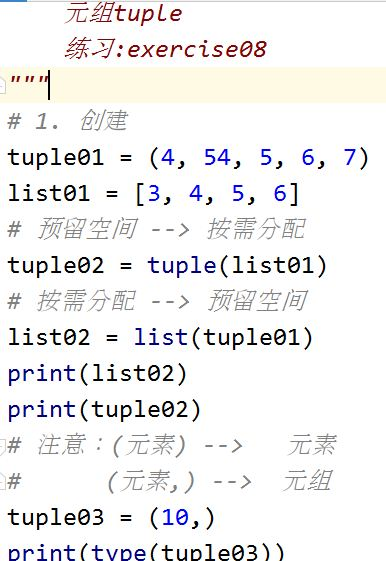 元组tuple
练习:exercise08
"""
# 1. 创建
tuple01 = (4, 54, 5, 6, 7)
list01 = [3, 4, 5, 6]
# 预留空间 --> 按需分配
tuple02 = tuple(list01)
# 按需分配 --> 预留空间
list02 = list(tuple01)
print(list02)
print(tuple02)
# 注意：(元素) -->   元素
#      (元素,) -->  元组
tuple03 = (10,)
print(type(tuple03))